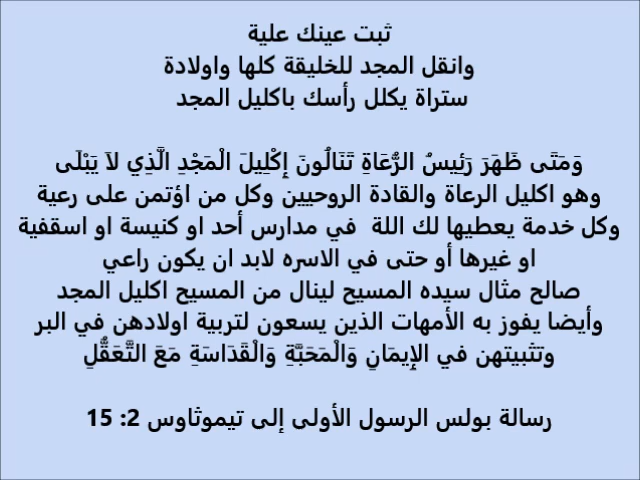 ثبت عينك علية
وانقل المجد للخليقة كلها واولادة
ستراة يكلل رأسك باكليل المجد
وَمَتَى ظَهَرَ رَئِيسُ الرُّعَاةِ تَنَالُونَ إِكْلِيلَ الْمَجْدِ الَّذِي لاَ يَبْلَى
وهو اكليل الرعاة والقادة الروحيين وكل من اؤتمن على رعية
وكل خدمة يعطيها لك اللة في مدارس أحد او كنيسة او اسقفية
او غيرها أو حتى في الاسره لابد ان يكون راعي
صالح مثال سيده المسيح لينال من المسيح اكليل المجد
وأيضا يفوز به الأمهات الذين يسعون لتربية اولادهن في البر
وتثبيتهن في الإِيمَانِ وَالْمَحَبَّةِ وَالْقَدَاسَةِ مَعَ التَّعَقُّلِ
رسالة بولس الرسول الأولى إلى تيموثاوس 2: 15